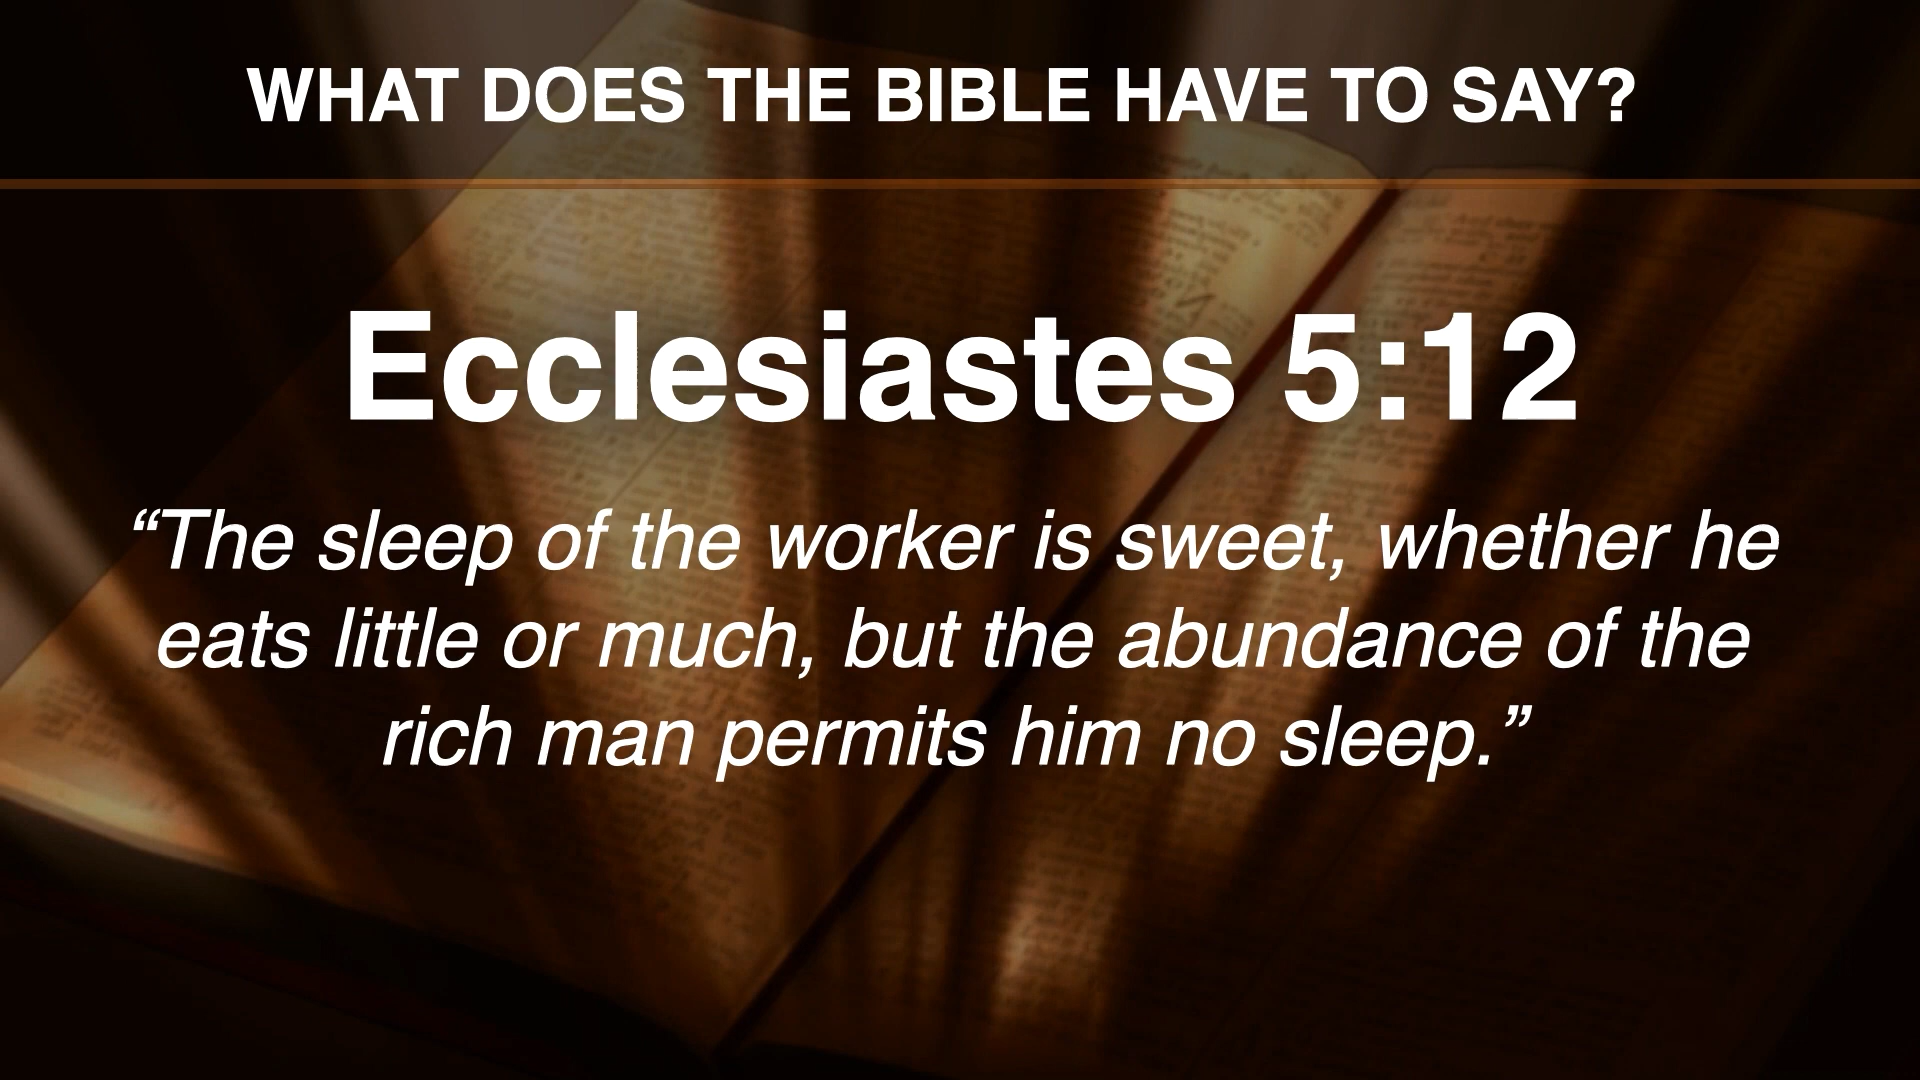 WHAT DOES THE BIBLE HAVE TO SAY?
Ecclesiastes 5:12
“The sleep of the worker is sweet, whether he
eats little or much, but the abundance of the
rich man permits him no sleep.”